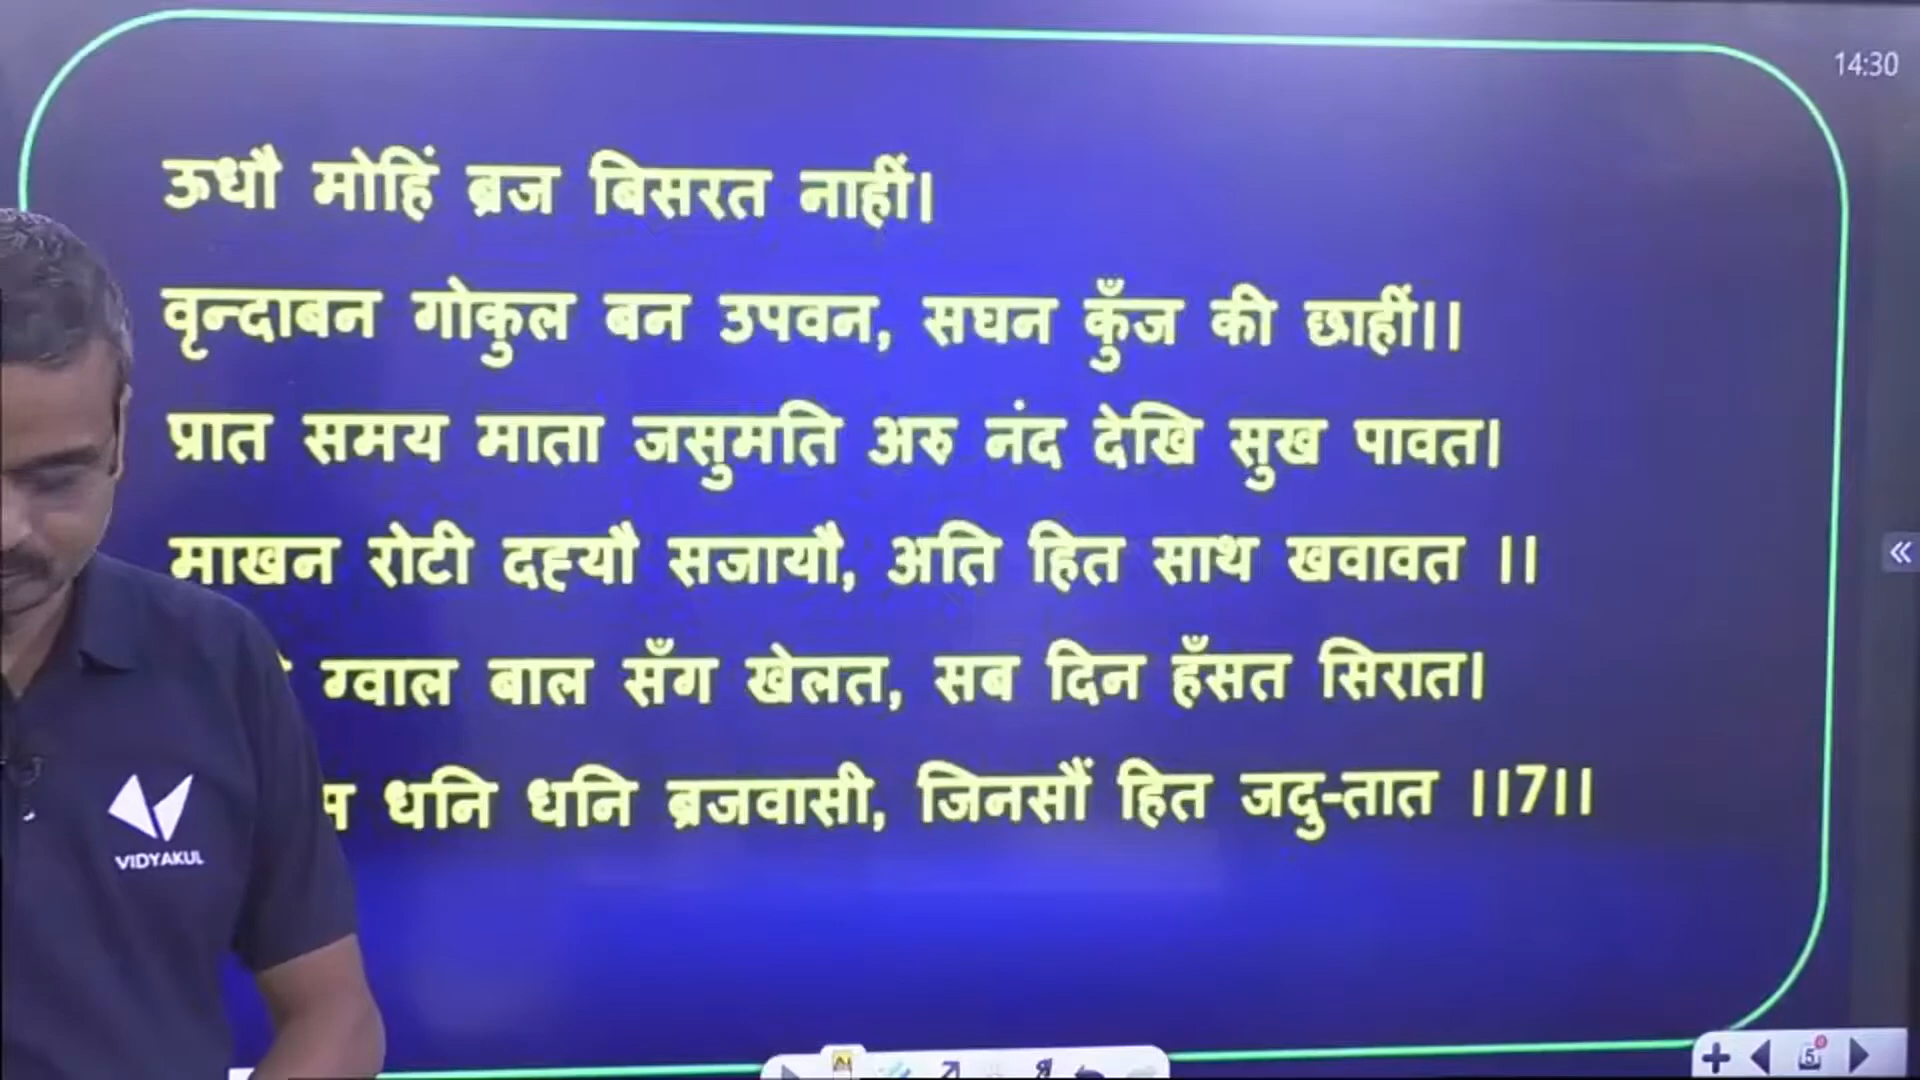 14:30
ऊधौ मोहिं ब्रज बिसरत नाहीं।
वृन्दाबन गोकुल बन उपवन, सघन कुँज की छाहीं।।
प्रात समय माता जसुमति अरु नंद देखि सुख पावत।
माखन रोटी दह्यौ सजायौ, अति हित साथ खवावत ।।
ग्वाल बाल सँग खेलत, सब दिन हँसत सिरात।
स धनि धनि ब्रजवासी, जिनसौं हित जदु-तात ।।7।।
VIDYAKUL